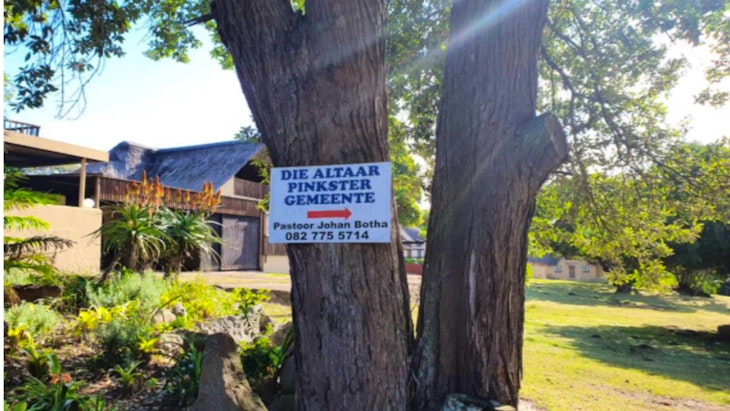 DIE ALTAAR
PINKSTER
GEMEENTE
Pastoor Johan Botha
082 775 5714